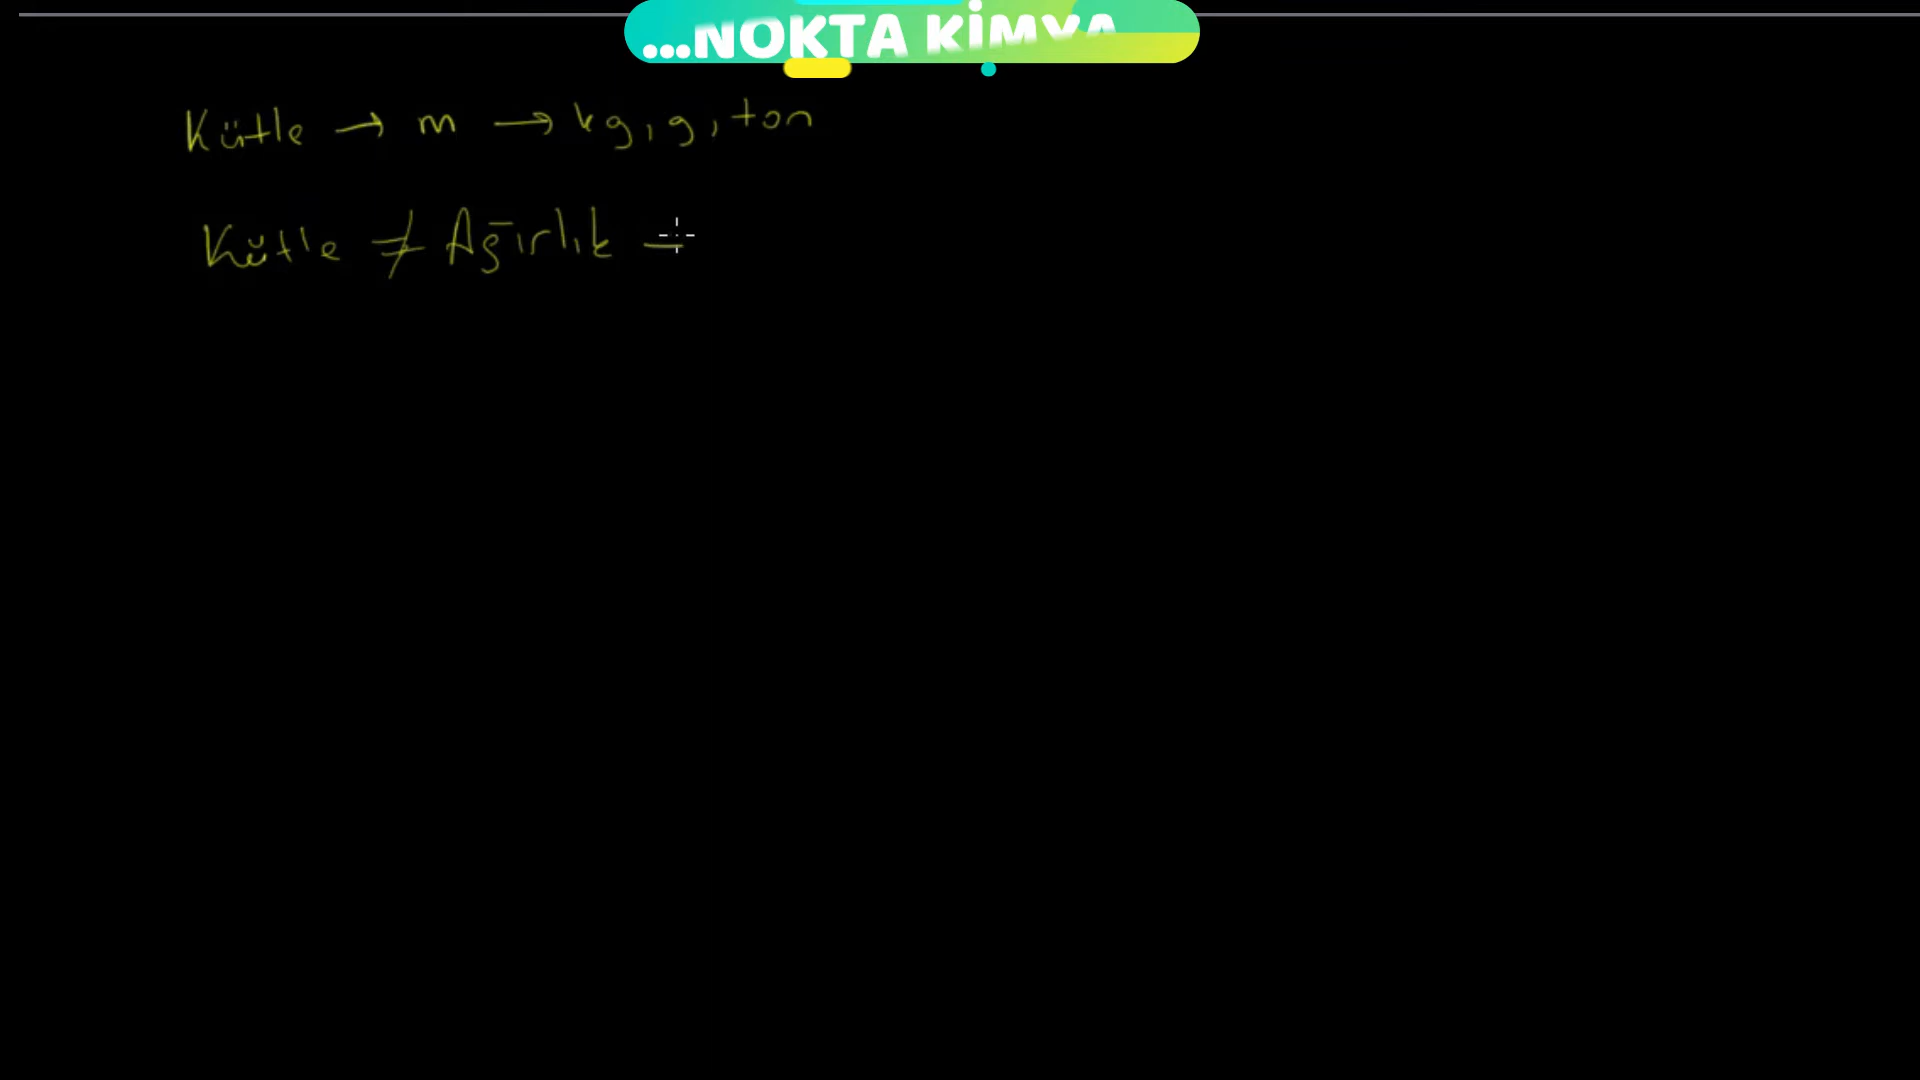 ...NOKTA KİMYA
Kütle → m → kg, g, ton
Kütle ≠ Ağırlık =